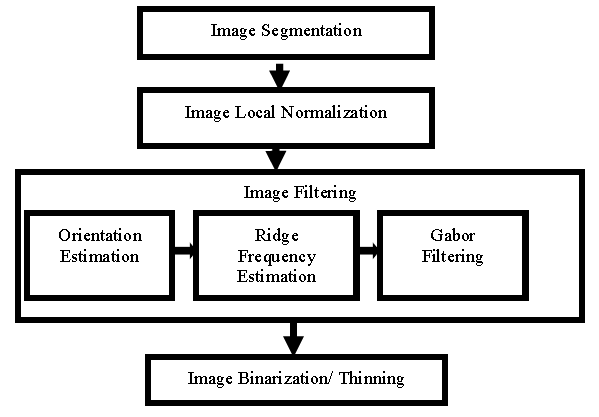 Image Segmentation
Image Local Normalization
Image Filtering
Orientation
Estimation
Ridge
Frequency
Estimation
Gabor
Filtering
Image Binarization/ Thinning